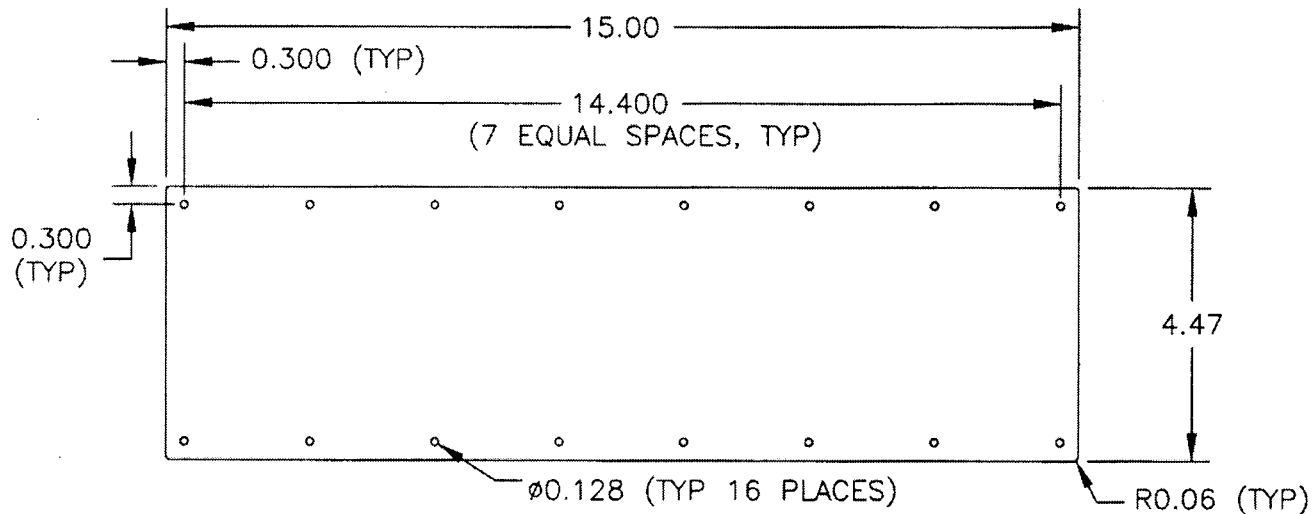 15.00
0.300 (TYP)
14.400
(7 EQUAL SPACES, TYP)
0.300
(TYP)
4.47
ø0.128 (TYP 16 PLACES)
R0.06 (TYP)